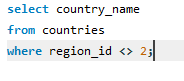 select country_name
from countries
where region_id <> 2;